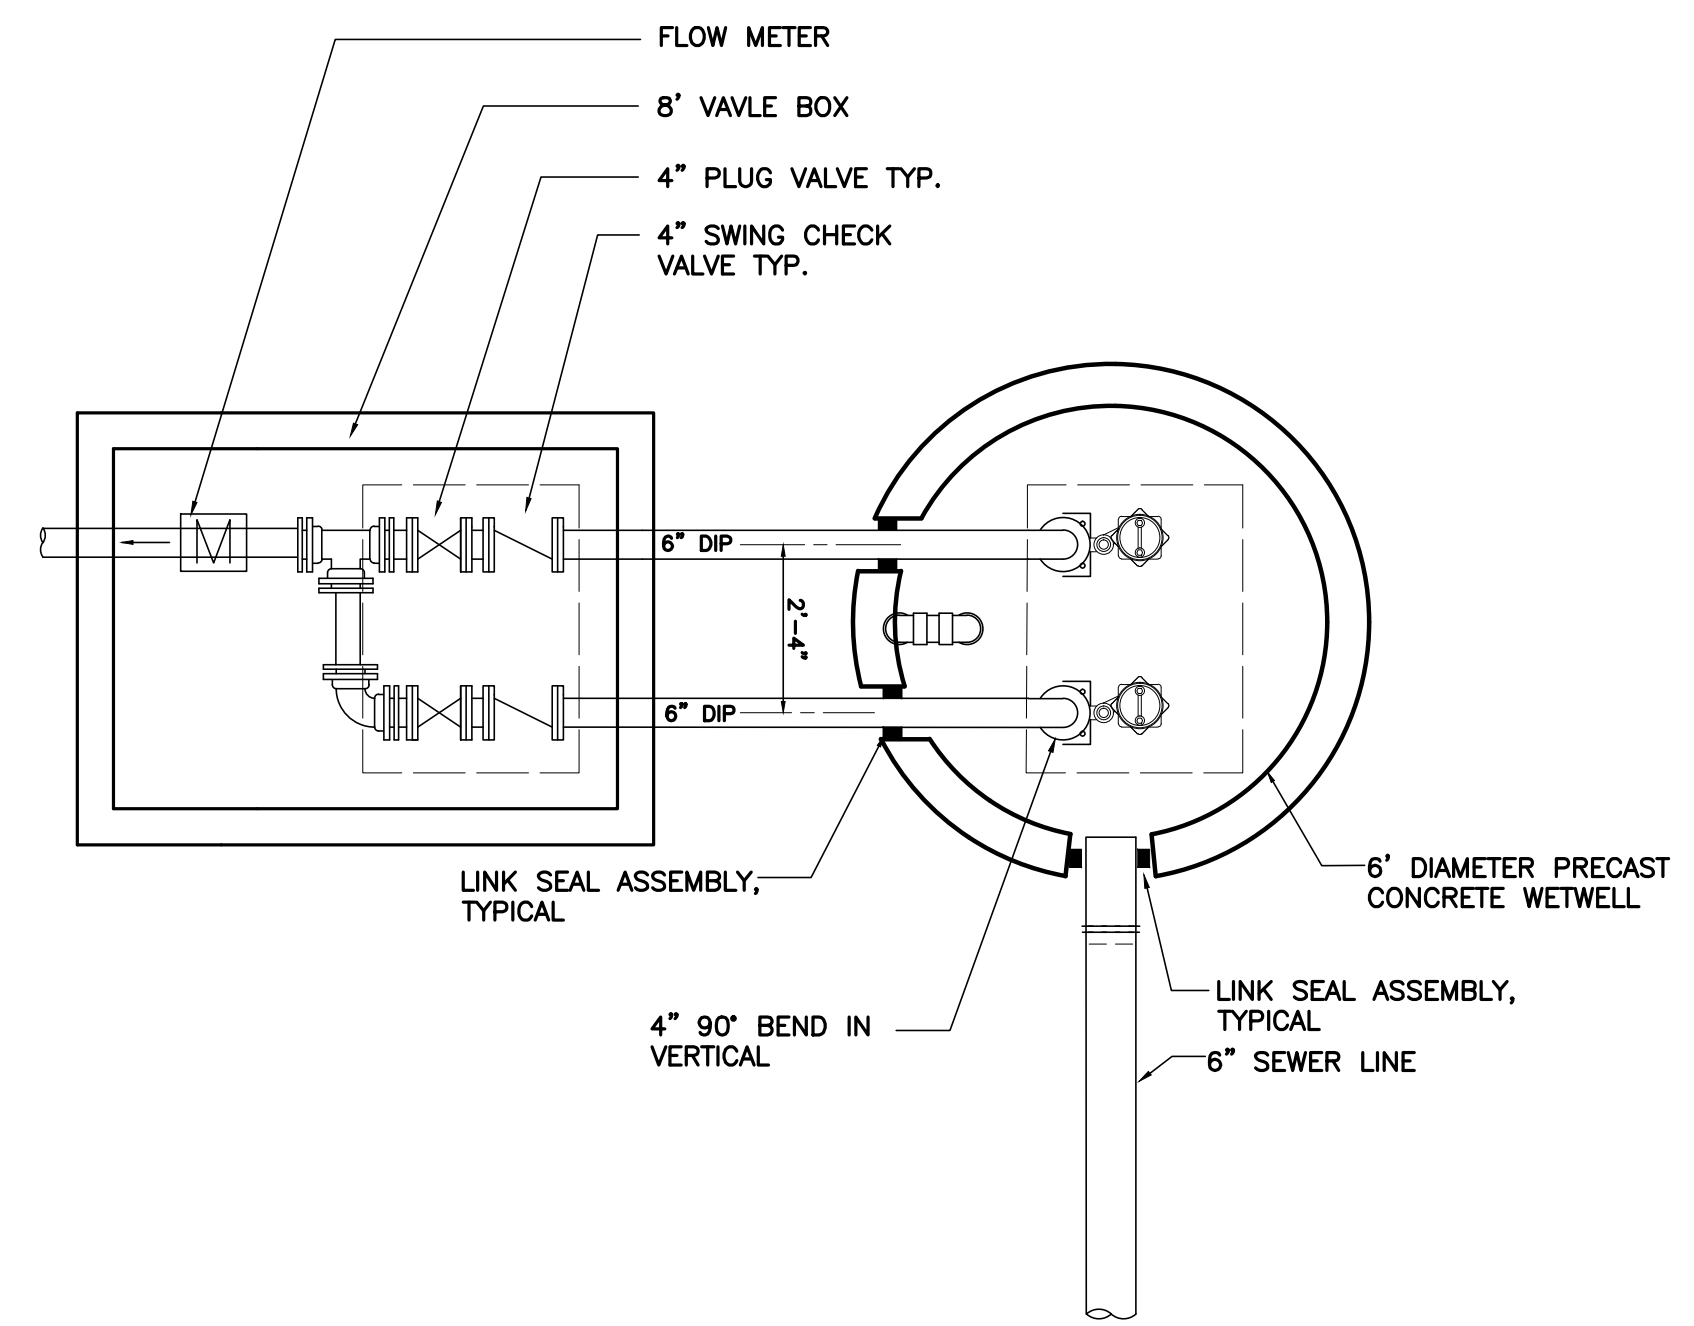 FLOW METER
8' VAVLE BOX
4" PLUG VALVE TYP.
4" SWING CHECK
VALVE TYP.
6" DIP
2'-4"
6" DIP
LINK SEAL ASSEMBLY,
TYPICAL
6' DIAMETER PRECAST
CONCRETE WETWELL
LINK SEAL ASSEMBLY,
TYPICAL
4" 90° BEND IN
VERTICAL
6" SEWER LINE